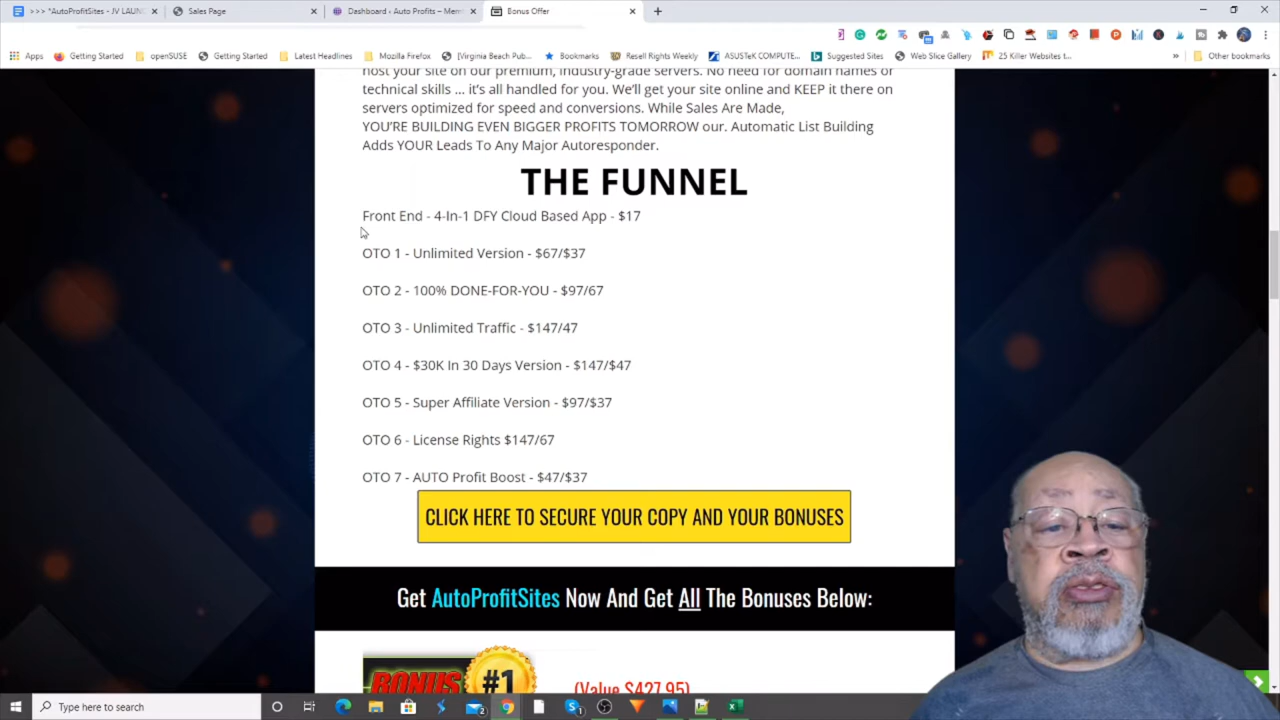 >>> *AutoProfitSites - JV LAUN
Sales Page
Dashboard ‹ Auto Profits — Mem
Bonus Offer
Apps
Getting Started
openSUSE
Getting Started
Latest Headlines
Mozilla Firefox
[Virginia Beach Pub...
Bookmarks
Resell Rights Weekly
ASUSTeK COMPUTE...
Suggested Sites
Web Slice Gallery
25 Killer Websites t...
Other bookmarks
host your site on our premium, industry-grade servers. No need for domain names or
technical skills ... it's all handled for you. We'll get your site online and KEEP it there on
servers optimized for speed and conversions. While Sales Are Made,
YOU'RE BUILDING EVEN BIGGER PROFITS TOMORROW our. Automatic List Building
Adds YOUR Leads To Any Major Autoresponder.
THE FUNNEL
Front End - 4-In-1 DFY Cloud Based App - $17
OTO 1 - Unlimited Version - $67/$37
OTO 2 - 100% DONE-FOR-YOU - $97/67
OTO 3 - Unlimited Traffic - $147/47
OTO 4 - $30K In 30 Days Version - $147/$47
OTO 5 - Super Affiliate Version - $97/$37
OTO 6 - License Rights $147/67
OTO 7 - AUTO Profit Boost - $47/$37
CLICK HERE TO SECURE YOUR COPY AND YOUR BONUSES
Get AutoProfitSites Now And Get All The Bonuses Below:
BONUS #1
(Value $427.95)
Type here to search